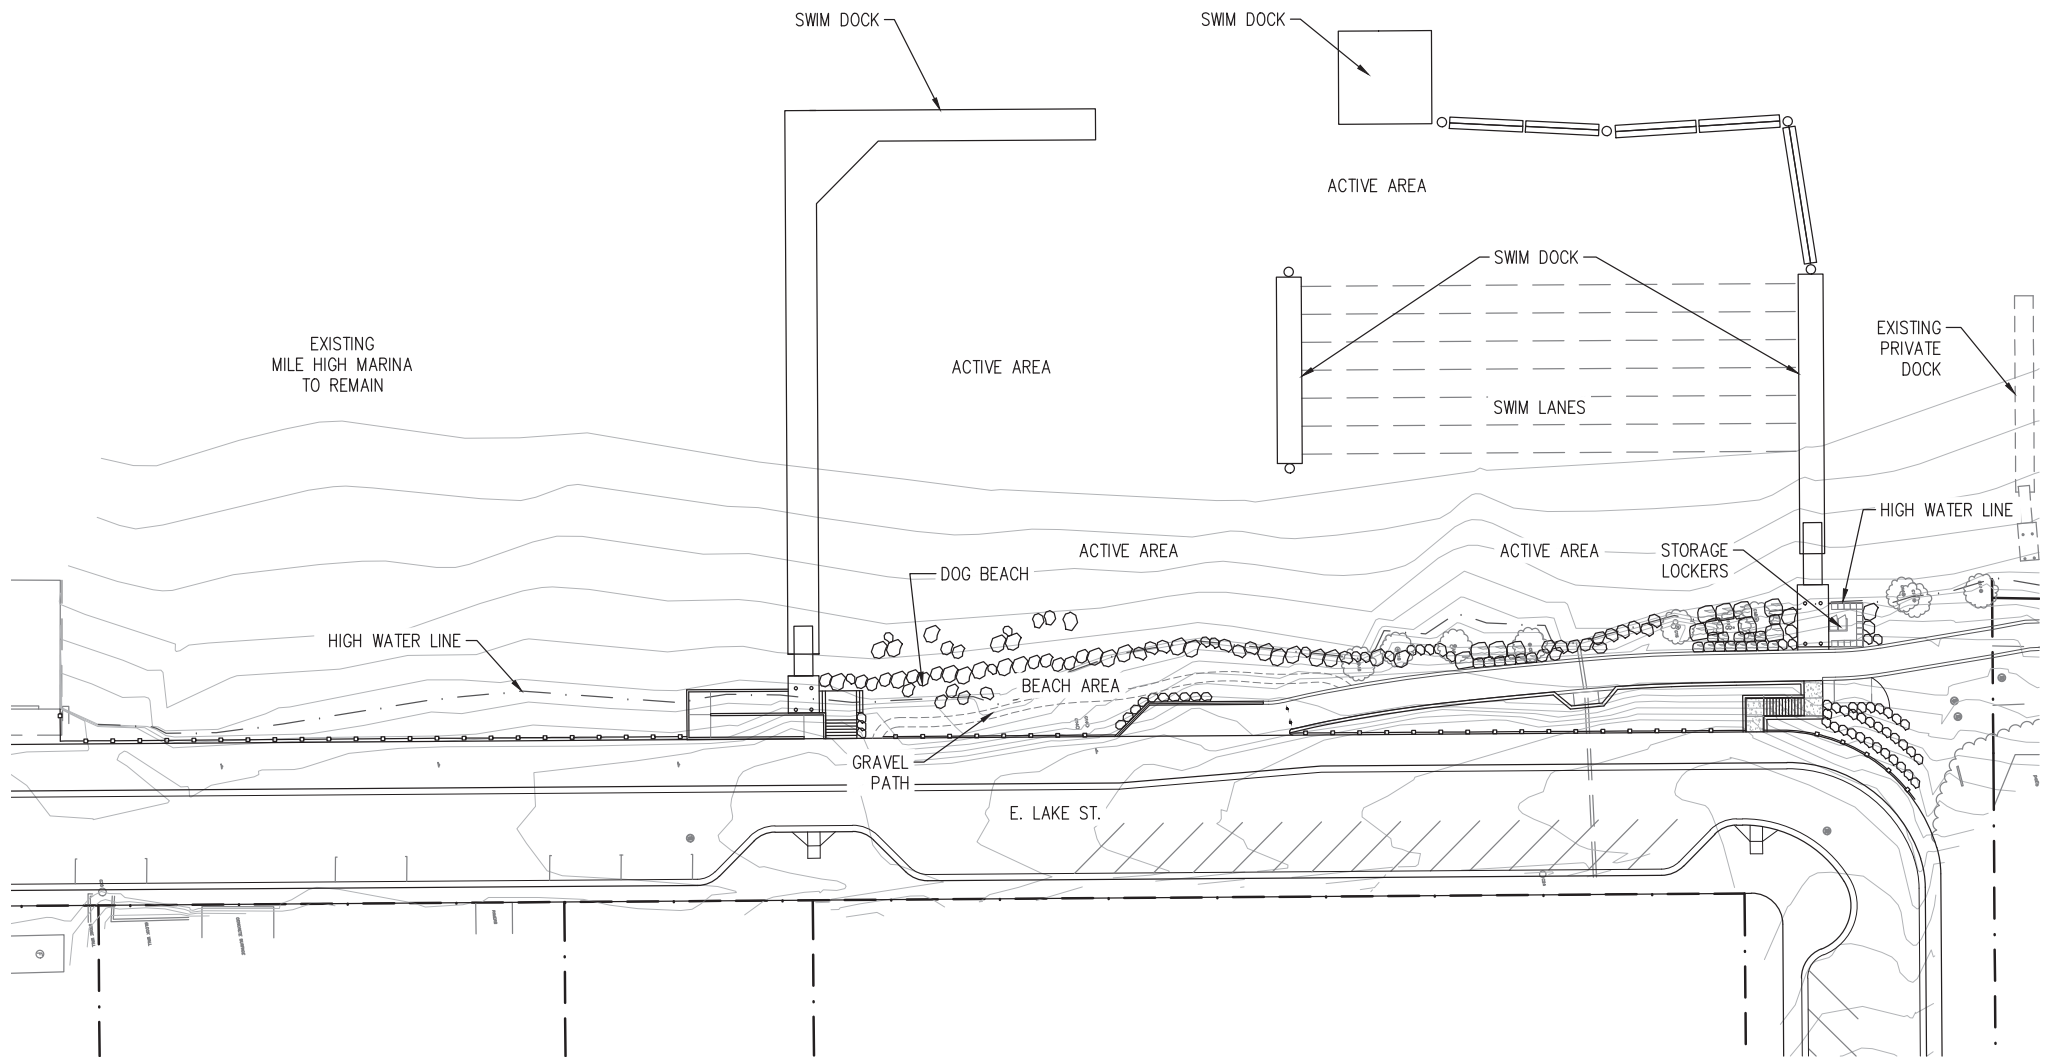 SWIM DOCK
SWIM DOCK
ACTIVE AREA
SWIM DOCK
EXISTING
MILE HIGH MARINA
TO REMAIN
ACTIVE AREA
SWIM LANES
EXISTING
PRIVATE
DOCK
HIGH WATER LINE
ACTIVE AREA
ACTIVE AREA
STORAGE
LOCKERS
DOG BEACH
HIGH WATER LINE
BEACH AREA
GRAVEL
PATH
E. LAKE ST.